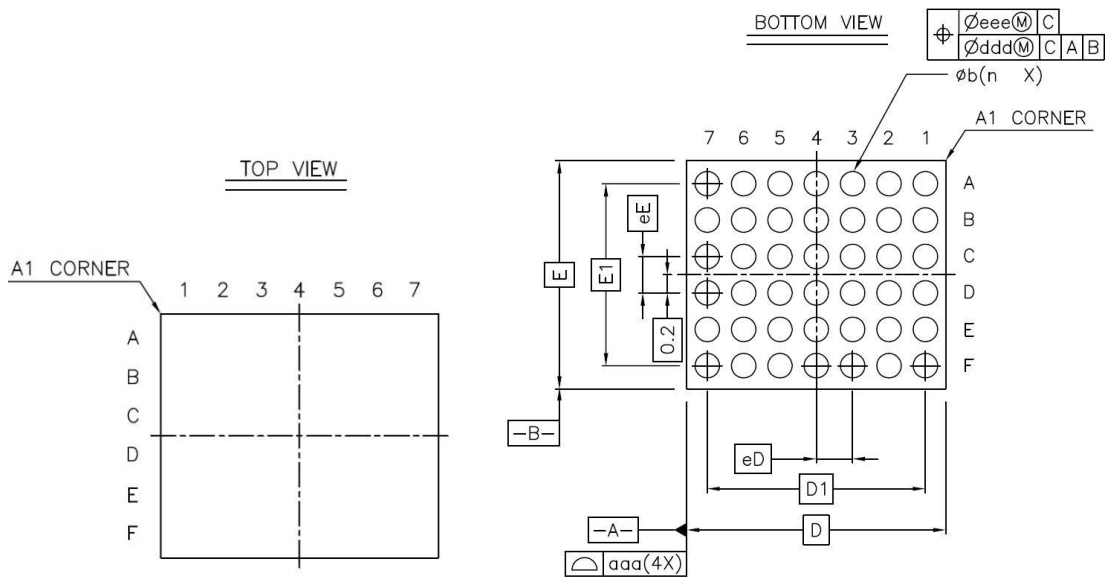 BOTTOM VIEW
Øeee Ⓜ C
Øddd Ⓜ C A B
øb(n X)
A1 CORNER
7 6 5 4 3 2 1
A
B
C
D
E
F
eE
E1
E
0.2
-B-
eD
D1
D
-A-
aaa(4X)
TOP VIEW
A1 CORNER
1 2 3 4 5 6 7
A
B
C
D
E
F